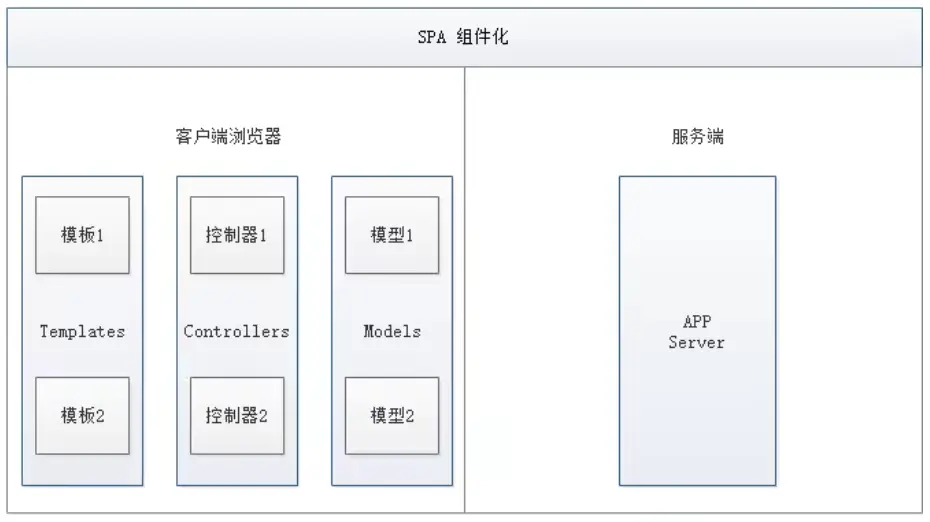 SPA 组件化
客户端浏览器
服务端
模板1
控制器1
模型1
Templates
Controllers
Models
APP
Server
模板2
控制器2
模型2